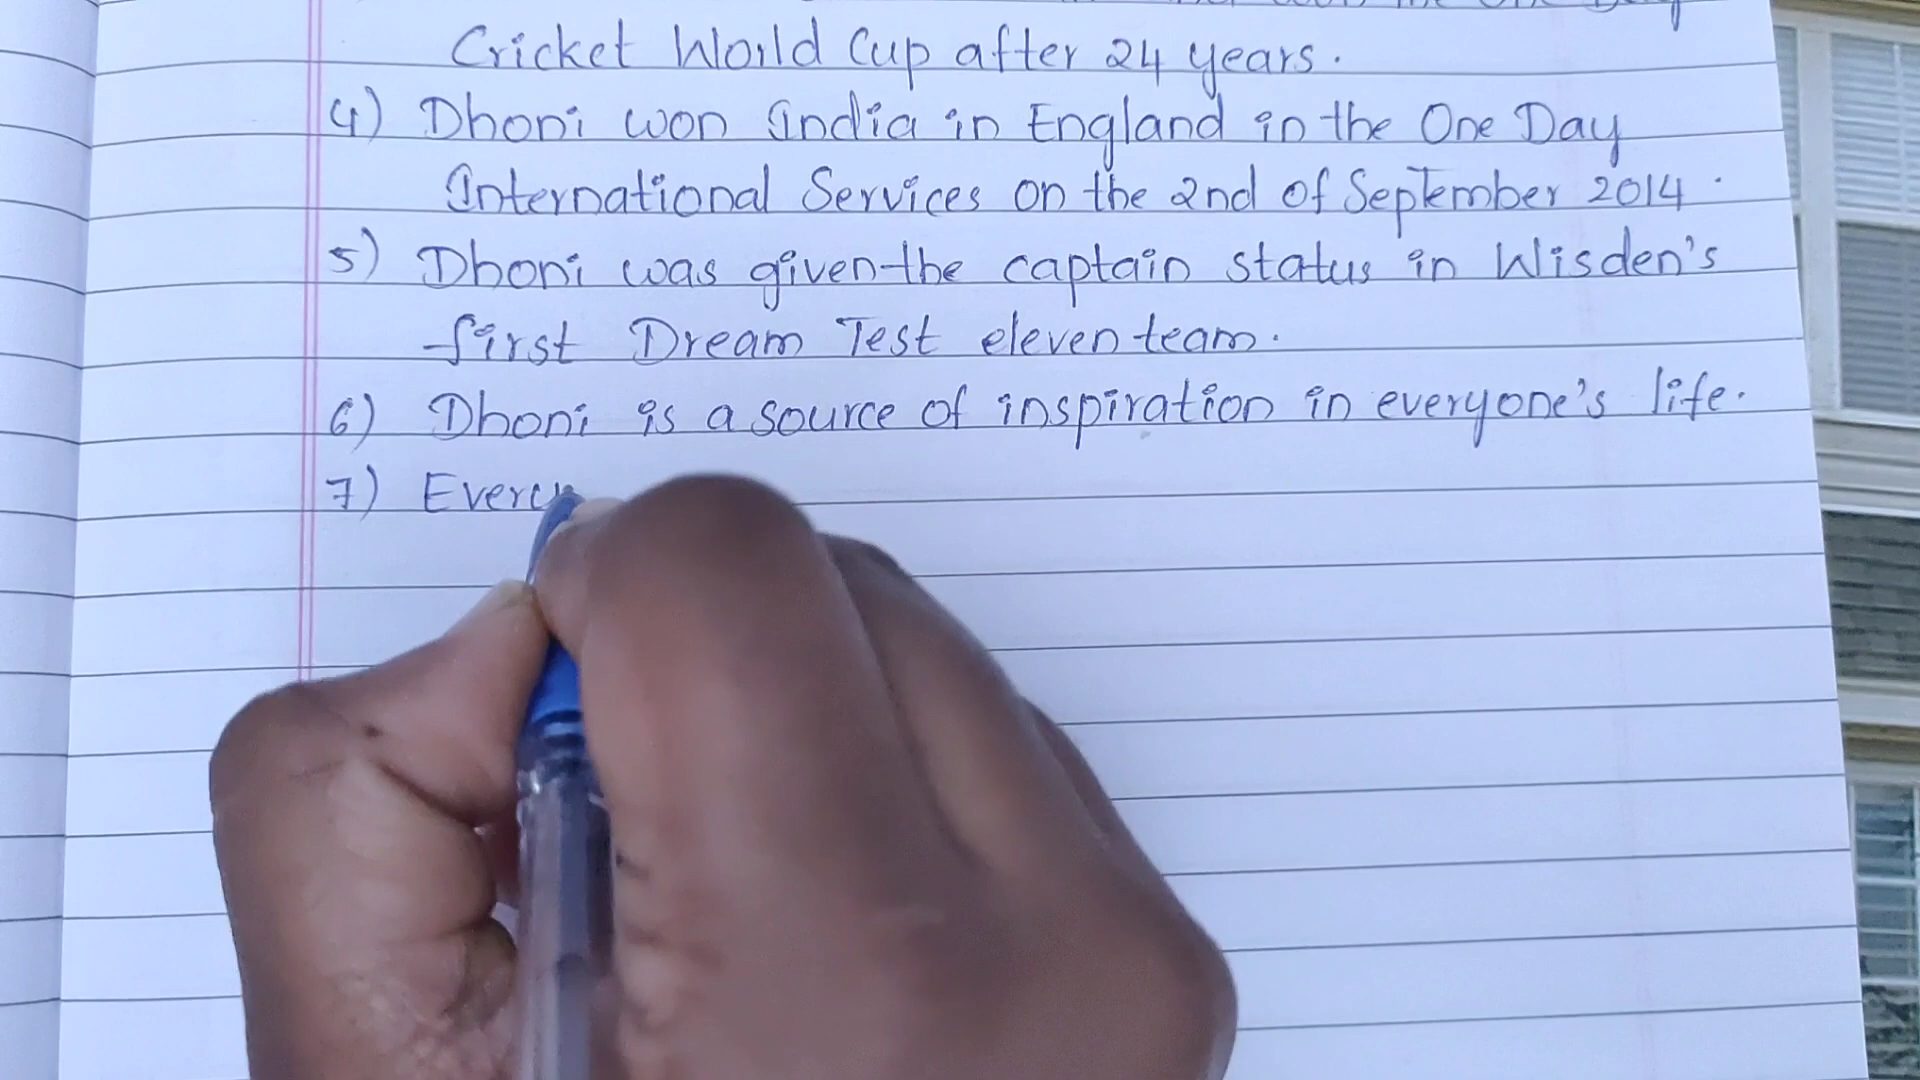 Cricket World Cup after 24 years.
4) Dhoni won India in England in the One Day
International Services on the 2nd of September 2014.
5) Dhoni was given the captain status in Wisden's
first Dream Test eleven team.
6) Dhoni is a source of inspiration in everyone's life.
7)